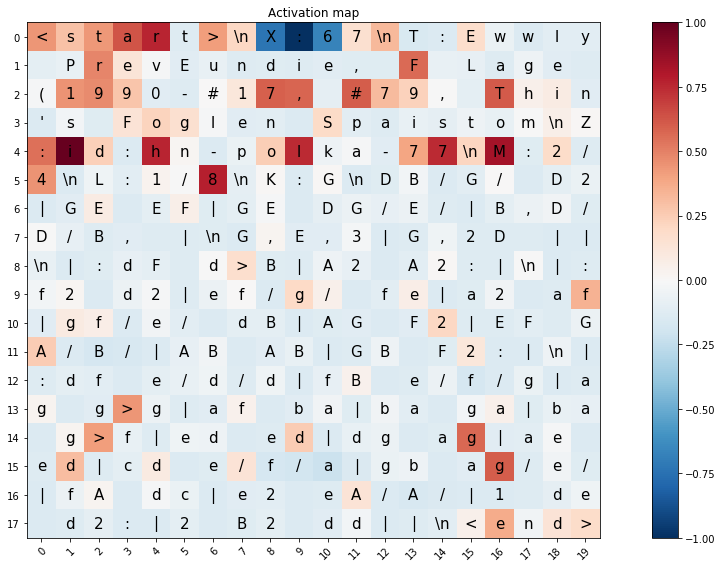 Activation map
0 < s t a r t > \n X : 6 7 \n T : E w w l y
1 P r e v E u n d i e , F L a g e
2 ( 1 9 9 0 - # 1 7 , # 7 9 , T h i n
3 ' s F o g l e n S p a i s t o m \n Z
4 : i d : h n - p o l k a - 7 7 \n M : 2 /
5 4 \n L : 1 / 8 \n K : G \n D B / G / D 2
6 | G E E F | G E D G / E / | B , D /
7 D / B , | \n G , E , 3 | G , 2 D | |
8 \n | : d F d > B | A 2 A 2 : | \n | :
9 f 2 d 2 | e f / g / f e | a 2 a f
10 | g f / e / d B | A G F 2 | E F G
11 A / B / | A B A B | G B F 2 : | \n |
12 : d f e / d / d | f B e / f / g | a
13 g g > g | a f b a | b a g a | b a
14 g > f | e d e d | d g a g | a e
15 e d | c d e / f / a | g b a g / e /
16 | f A d c | e 2 e A / A / | 1 d e
17 d 2 : | 2 B 2 d d | | \n < e n d >
0 1 2 3 4 5 6 7 8 9 10 11 12 13 14 15 16 17 18 19
1.00
0.75
0.50
0.25
0.00
−0.25
−0.50
−0.75
−1.00